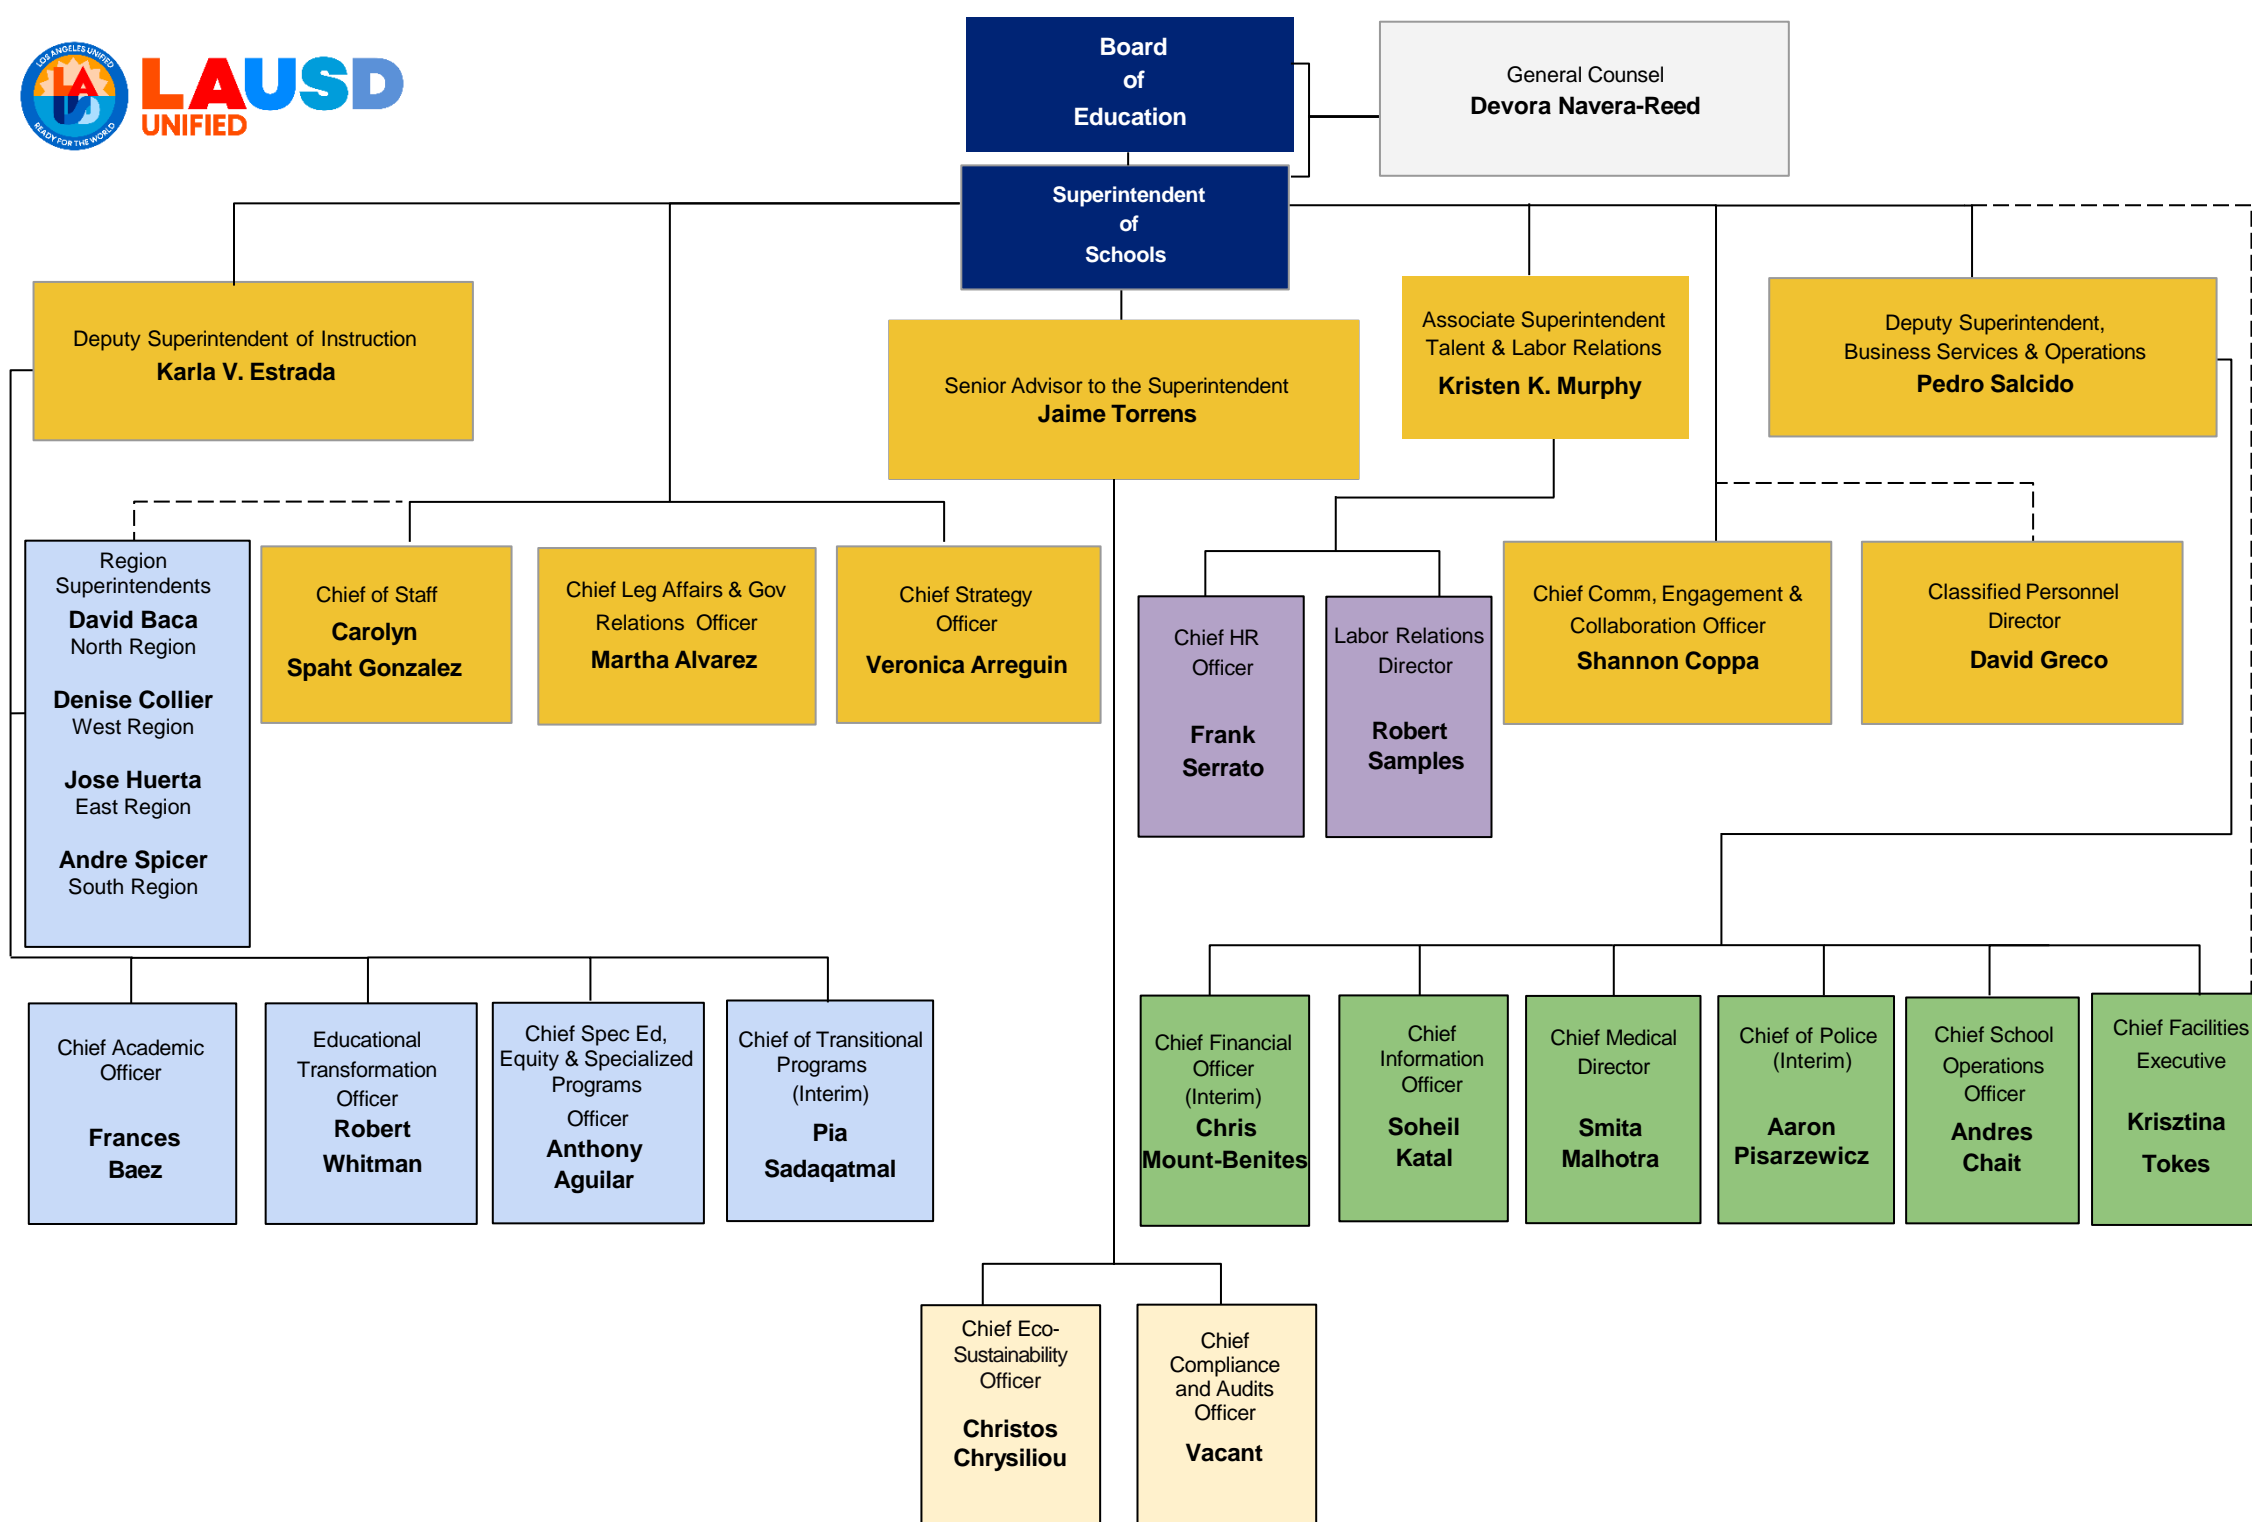 LOS ANGELES UNIFIED
LAUSD
READY FOR THE WORLD
LAUSD
UNIFIED
Board
of
Education
General Counsel
Devora Navera-Reed
Superintendent
of
Schools
Deputy Superintendent of Instruction
Karla V. Estrada
Senior Advisor to the Superintendent
Jaime Torrens
Associate Superintendent
Talent & Labor Relations
Kristen K. Murphy
Deputy Superintendent,
Business Services & Operations
Pedro Salcido
Region
Superintendents
David Baca
North Region
Denise Collier
West Region
Jose Huerta
East Region
Andre Spicer
South Region
Chief of Staff
Carolyn
Spaht Gonzalez
Chief Leg Affairs & Gov
Relations Officer
Martha Alvarez
Chief Strategy
Officer
Veronica Arreguin
Chief HR
Officer
Frank
Serrato
Labor Relations
Director
Robert
Samples
Chief Comm, Engagement &
Collaboration Officer
Shannon Coppa
Classified Personnel
Director
David Greco
Chief Academic
Officer
Frances
Baez
Educational
Transformation
Officer
Robert
Whitman
Chief Spec Ed,
Equity & Specialized
Programs
Officer
Anthony
Aguilar
Chief of Transitional
Programs
(Interim)
Pia
Sadaqatmal
Chief Financial
Officer
(Interim)
Chris
Mount-Benites
Chief
Information
Officer
Soheil
Katal
Chief Medical
Director
Smita
Malhotra
Chief of Police
(Interim)
Aaron
Pisarzewicz
Chief School
Operations
Officer
Andres
Chait
Chief Facilities
Executive
Krisztina
Tokes
Chief Eco-
Sustainability
Officer
Christos
Chrysiliou
Chief
Compliance
and Audits
Officer
Vacant